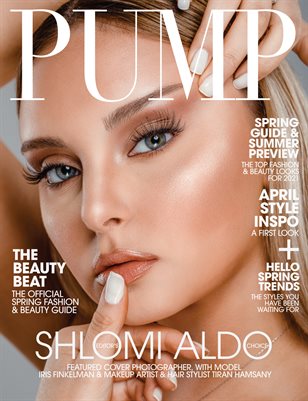 PUMP
SPRING
GUIDE &
SUMMER
PREVIEW
THE TOP FASHION
& BEAUTY LOOKS
FOR 2021
APRIL
STYLE
INSPO
A FIRST LOOK
+
HELLO
SPRING
TRENDS
THE STYLES YOU
HAVE BEEN
WAITING FOR
THE
BEAUTY
BEAT
THE OFFICIAL
SPRING FASHION
& BEAUTY GUIDE
SHLOMI ALDO
EDITOR'S CHOICE
FEATURED COVER PHOTOGRAPHER, WITH MODEL
IRIS FINKELMAN & MAKEUP ARTIST & HAIR STYLIST TIRAN HAMSANY